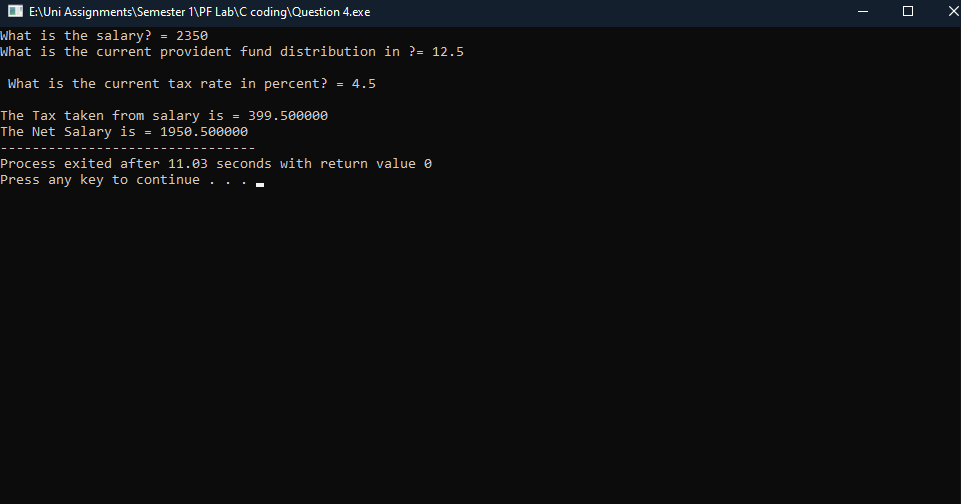 E:\Uni Assignments\Semester 1\PF Lab\C coding\Question 4.exe
What is the salary? = 2350
What is the current provident fund distribution in ?= 12.5
What is the current tax rate in percent? = 4.5
The Tax taken from salary is = 399.500000
The Net Salary is = 1950.500000
--------------------------------
Process exited after 11.03 seconds with return value 0
Press any key to continue . . .